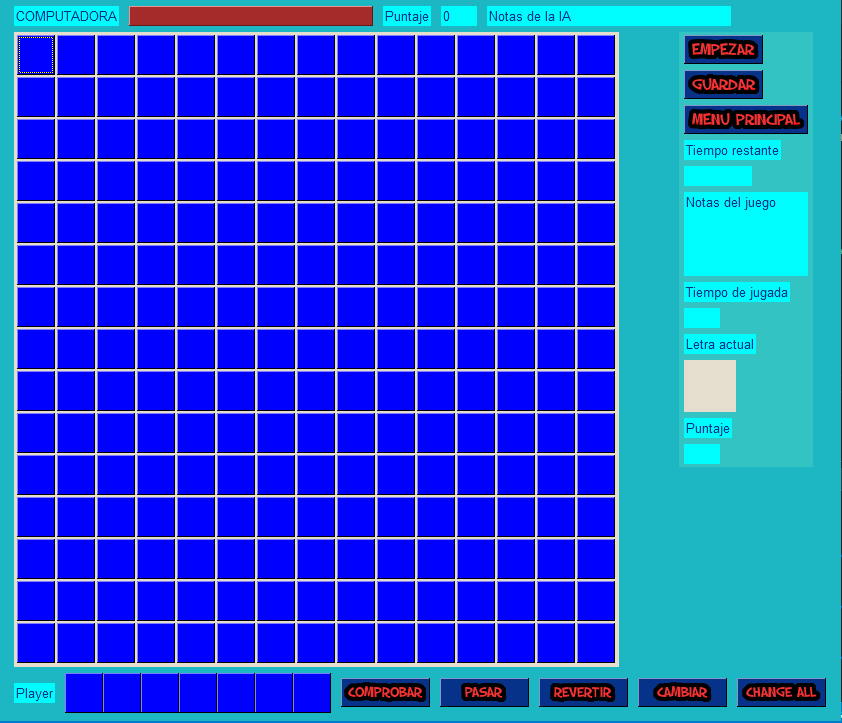 COMPUTADORA Puntaje 0 Notas de la IA
EMPEZAR
GUARDAR
MENU PRINCIPAL
Tiempo restante
Notas del juego
Tiempo de jugada
Letra actual
Puntaje
Player COMPROBAR PASAR REVERTIR CAMBIAR CHANGE ALL